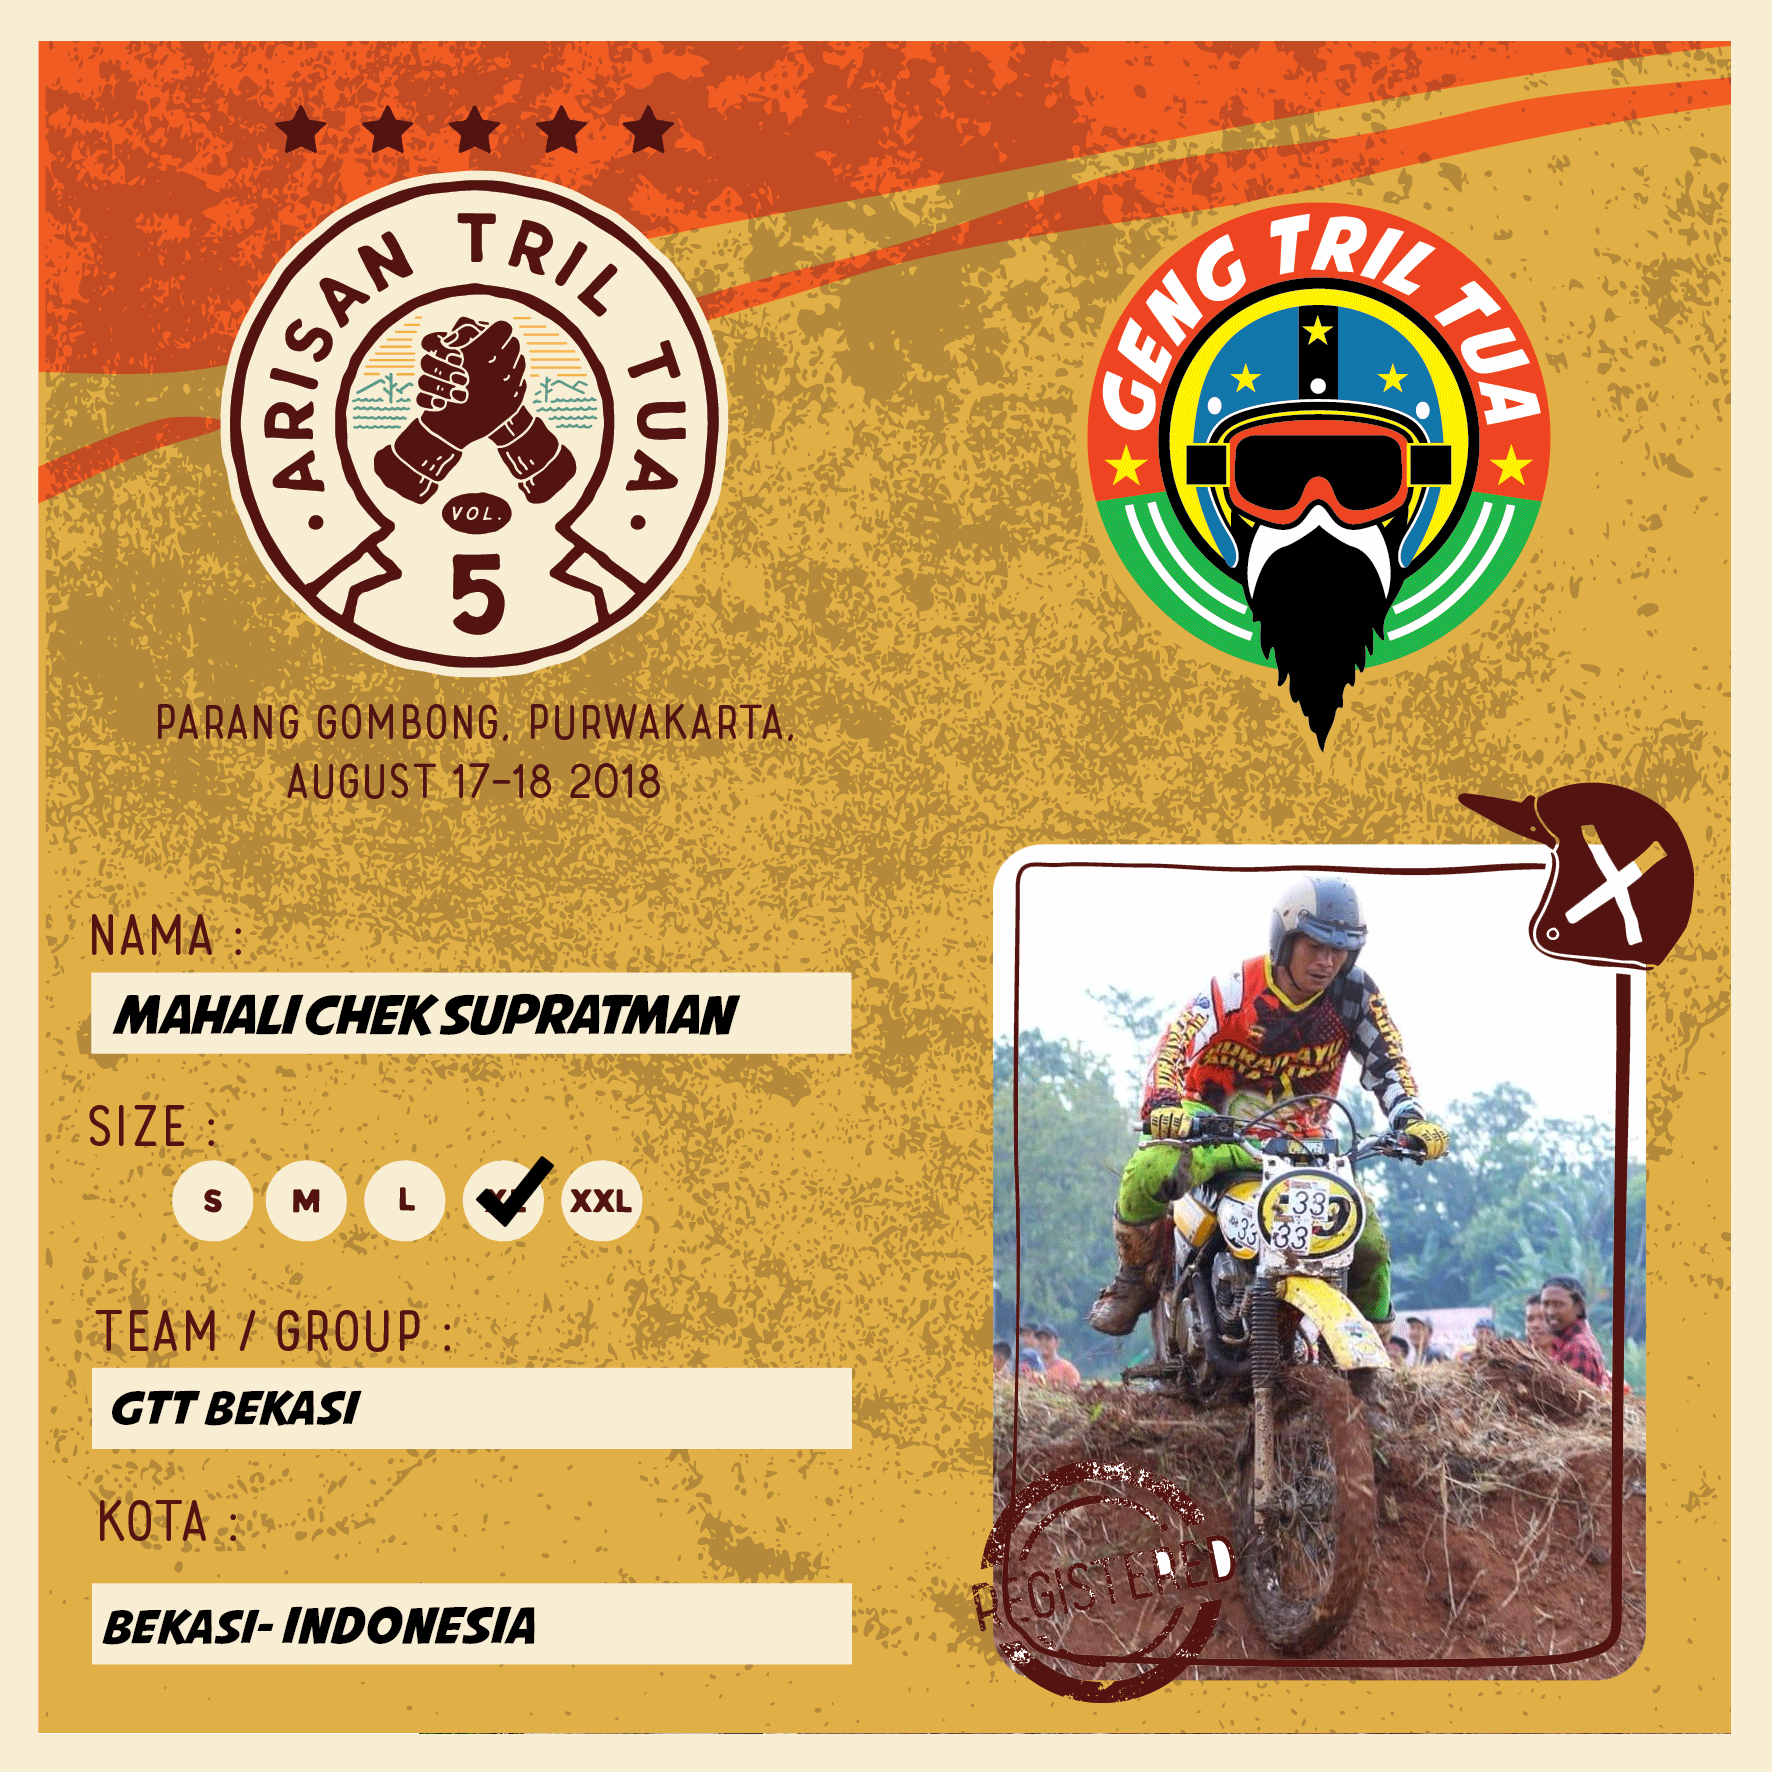 ARISAN TRIL TUA
VOL.
5
GENG TRIL TUA
PARANG GOMBONG, PURWAKARTA,
AUGUST 17-18 2018
NAMA :
MAHALI CHEK SUPRATMAN
SIZE :
S M L XL XXL
TEAM / GROUP :
GTT BEKASI
KOTA :
BEKASI- INDONESIA
33
33
33
REGISTERED